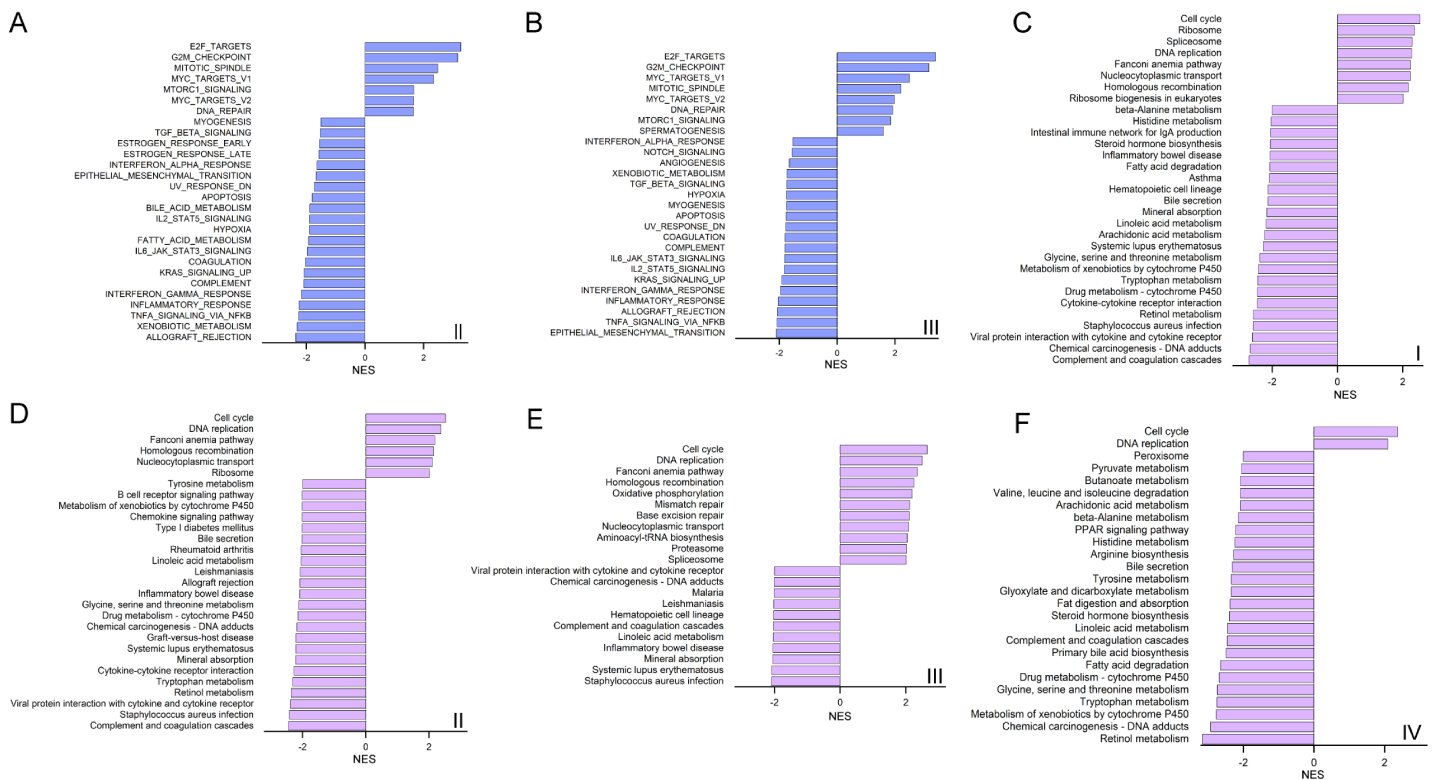 A
E2F_TARGETS
G2M_CHECKPOINT
MITOTIC_SPINDLE
MYC_TARGETS_V1
MTORC1_SIGNALING
MYC_TARGETS_V2
DNA_REPAIR
MYOGENESIS
TGF_BETA_SIGNALING
ESTROGEN_RESPONSE_EARLY
ESTROGEN_RESPONSE_LATE
INTERFERON_ALPHA_RESPONSE
EPITHELIAL_MESENCHYMAL_TRANSITION
UV_RESPONSE_DN
APOPTOSIS
BILE_ACID_METABOLISM
IL2_STAT5_SIGNALING
HYPOXIA
FATTY_ACID_METABOLISM
IL6_JAK_STAT3_SIGNALING
COAGULATION
KRAS_SIGNALING_UP
COMPLEMENT
INTERFERON_GAMMA_RESPONSE
INFLAMMATORY_RESPONSE
TNFA_SIGNALING_VIA_NFKB
XENOBIOTIC_METABOLISM
ALLOGRAFT_REJECTION
II
-2 0 2
NES
B
E2F_TARGETS
G2M_CHECKPOINT
MYC_TARGETS_V1
MITOTIC_SPINDLE
MYC_TARGETS_V2
DNA_REPAIR
MTORC1_SIGNALING
SPERMATOGENESIS
INTERFERON_ALPHA_RESPONSE
NOTCH_SIGNALING
ANGIOGENESIS
XENOBIOTIC_METABOLISM
TGF_BETA_SIGNALING
HYPOXIA
MYOGENESIS
APOPTOSIS
UV_RESPONSE_DN
COAGULATION
COMPLEMENT
IL6_JAK_STAT3_SIGNALING
IL2_STAT5_SIGNALING
KRAS_SIGNALING_UP
INTERFERON_GAMMA_RESPONSE
INFLAMMATORY_RESPONSE
ALLOGRAFT_REJECTION
TNFA_SIGNALING_VIA_NFKB
EPITHELIAL_MESENCHYMAL_TRANSITION
III
-2 0 2
NES
C
Cell cycle
Ribosome
Spliceosome
DNA replication
Fanconi anemia pathway
Nucleocytoplasmic transport
Homologous recombination
Ribosome biogenesis in eukaryotes
beta-Alanine metabolism
Histidine metabolism
Intestinal immune network for IgA production
Steroid hormone biosynthesis
Inflammatory bowel disease
Fatty acid degradation
Asthma
Hematopoietic cell lineage
Bile secretion
Mineral absorption
Linoleic acid metabolism
Arachidonic acid metabolism
Systemic lupus erythematosus
Glycine, serine and threonine metabolism
Metabolism of xenobiotics by cytochrome P450
Tryptophan metabolism
Drug metabolism - cytochrome P450
Cytokine-cytokine receptor interaction
Retinol metabolism
Staphylococcus aureus infection
Viral protein interaction with cytokine and cytokine receptor
Chemical carcinogenesis - DNA adducts
Complement and coagulation cascades
I
-2 0 2
NES
D
Cell cycle
DNA replication
Fanconi anemia pathway
Homologous recombination
Nucleocytoplasmic transport
Ribosome
Tyrosine metabolism
B cell receptor signaling pathway
Metabolism of xenobiotics by cytochrome P450
Chemokine signaling pathway
Type I diabetes mellitus
Bile secretion
Rheumatoid arthritis
Linoleic acid metabolism
Leishmaniasis
Allograft rejection
Inflammatory bowel disease
Glycine, serine and threonine metabolism
Drug metabolism - cytochrome P450
Chemical carcinogenesis - DNA adducts
Graft-versus-host disease
Systemic lupus erythematosus
Mineral absorption
Cytokine-cytokine receptor interaction
Tryptophan metabolism
Retinol metabolism
Viral protein interaction with cytokine and cytokine receptor
Staphylococcus aureus infection
Complement and coagulation cascades
II
-2 0 2
NES
E
Cell cycle
DNA replication
Fanconi anemia pathway
Homologous recombination
Oxidative phosphorylation
Mismatch repair
Base excision repair
Nucleocytoplasmic transport
Aminoacyl-tRNA biosynthesis
Proteasome
Spliceosome
Viral protein interaction with cytokine and cytokine receptor
Chemical carcinogenesis - DNA adducts
Malaria
Leishmaniasis
Hematopoietic cell lineage
Complement and coagulation cascades
Linoleic acid metabolism
Inflammatory bowel disease
Mineral absorption
Systemic lupus erythematosus
Staphylococcus aureus infection
III
-2 0 2
NES
F
Cell cycle
DNA replication
Peroxisome
Pyruvate metabolism
Butanoate metabolism
Valine, leucine and isoleucine degradation
Arachidonic acid metabolism
beta-Alanine metabolism
PPAR signaling pathway
Histidine metabolism
Arginine biosynthesis
Bile secretion
Tyrosine metabolism
Glyoxylate and dicarboxylate metabolism
Fat digestion and absorption
Steroid hormone biosynthesis
Linoleic acid metabolism
Complement and coagulation cascades
Primary bile acid biosynthesis
Fatty acid degradation
Drug metabolism - cytochrome P450
Glycine, serine and threonine metabolism
Tryptophan metabolism
Metabolism of xenobiotics by cytochrome P450
Chemical carcinogenesis - DNA adducts
Retinol metabolism
IV
-2 0 2
NES